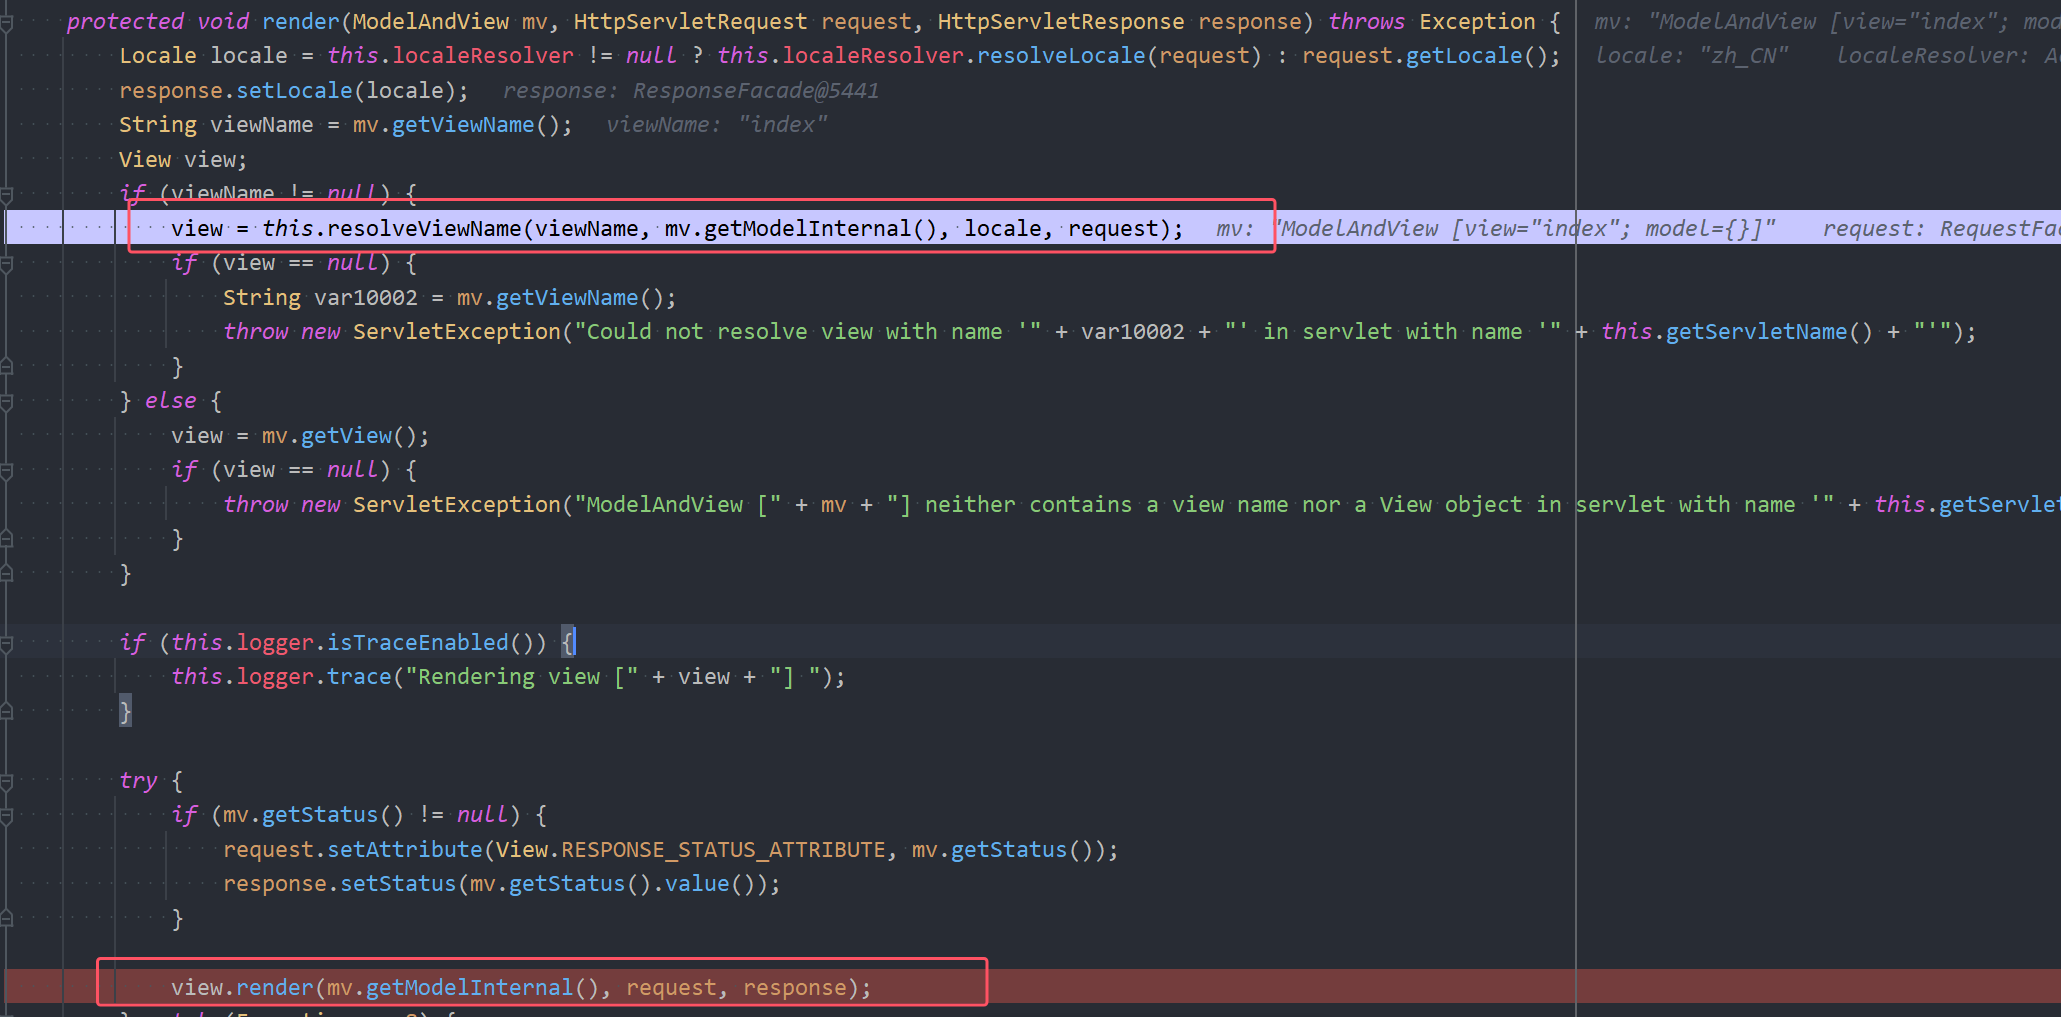 protected void render(ModelAndView mv, HttpServletRequest request, HttpServletResponse response) throws Exception { mv: "ModelAndView [view="index";
Locale locale = this.localeResolver != null ? this.localeResolver.resolveLocale(request) : request.getLocale(); locale: "zh_CN" localeResolver:
response.setLocale(locale); response: ResponseFacade@5441
String viewName = mv.getViewName(); viewName: "index"
View view;
if (viewName != null) {
view = this.resolveViewName(viewName, mv.getModelInternal(), locale, request); mv: "ModelAndView [view="index"; model={}]" request:
if (view == null) {
String var10002 = mv.getViewName();
throw new ServletException("Could not resolve view with name '" + var10002 + "' in servlet with name '" + this.getServletName() + "'");
}
} else {
view = mv.getView();
if (view == null) {
throw new ServletException("ModelAndView [" + mv + "] neither contains a view name nor a View object in servlet with name '" + this.getServlet
}
}
if (this.logger.isTraceEnabled()) {
this.logger.trace("Rendering view [" + view + "] ");
}
try {
if (mv.getStatus() != null) {
request.setAttribute(View.RESPONSE_STATUS_ATTRIBUTE, mv.getStatus());
response.setStatus(mv.getStatus().value());
}
view.render(mv.getModelInternal(), request, response);